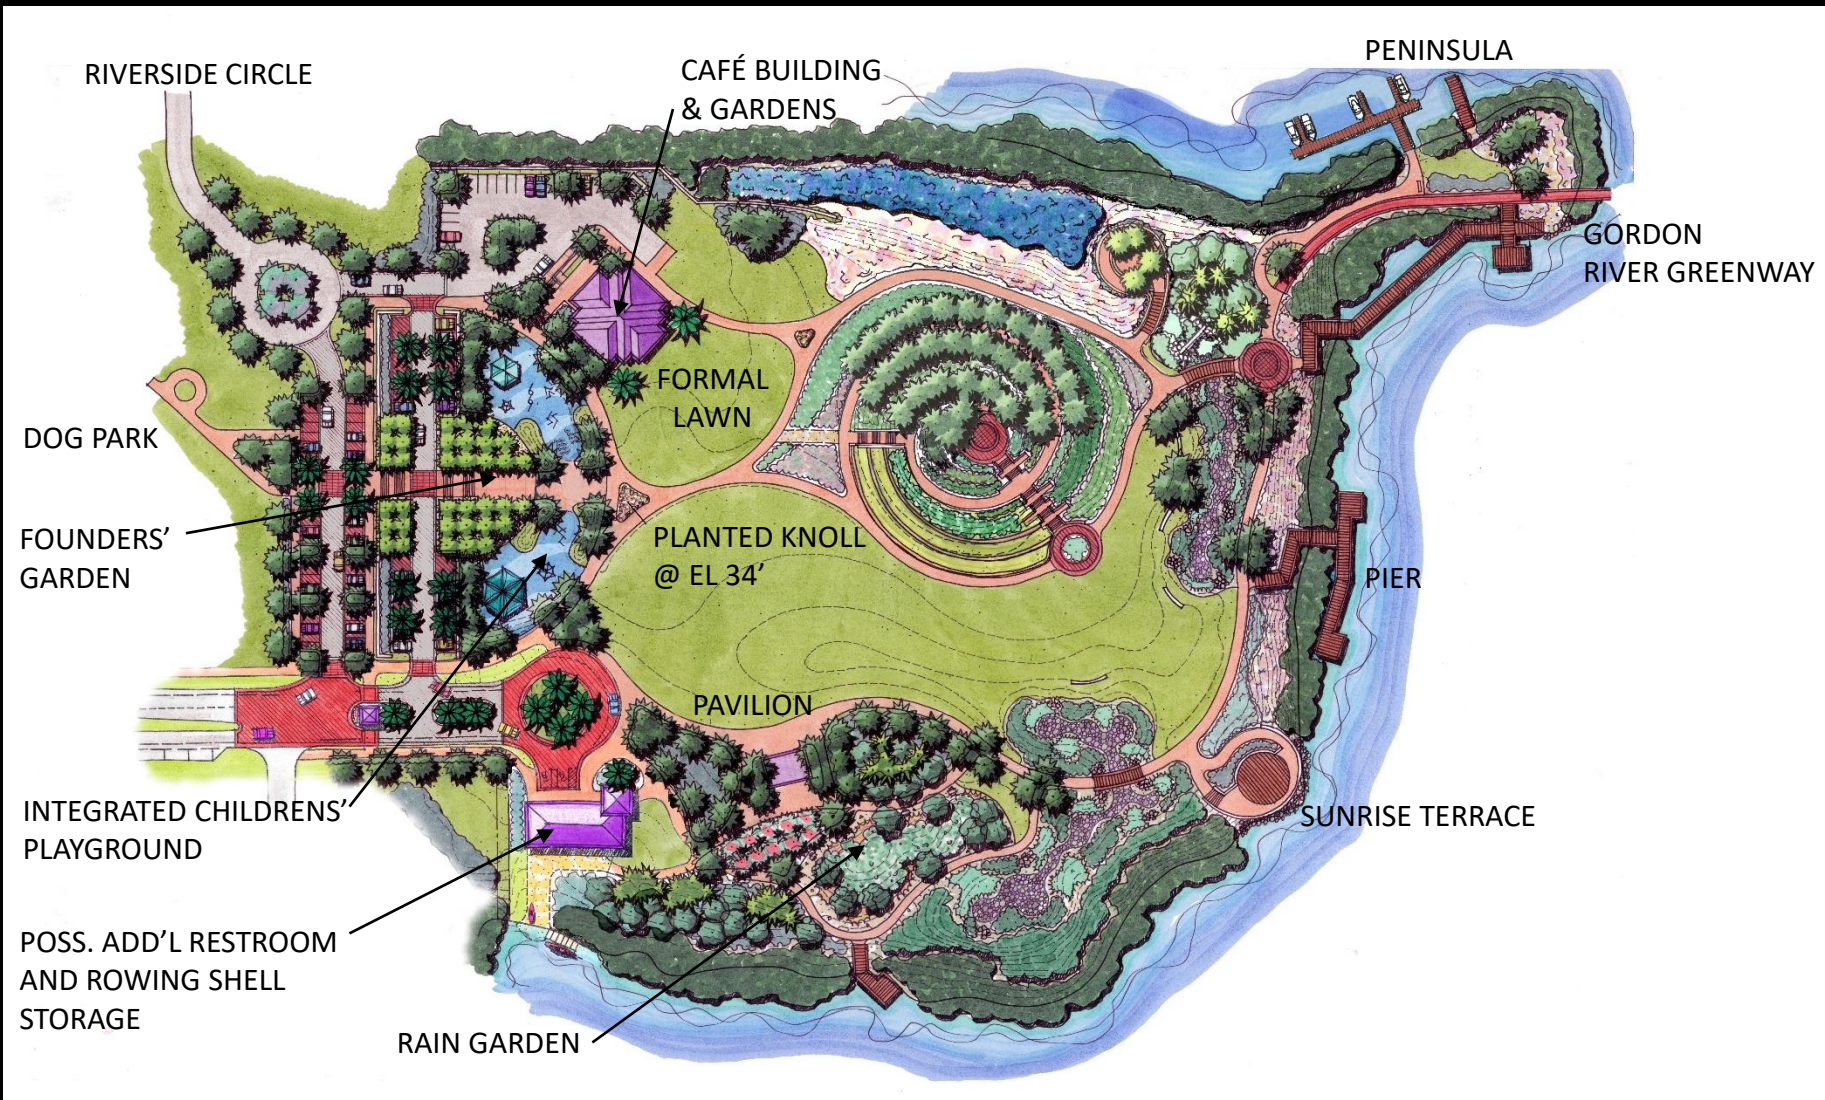 RIVERSIDE CIRCLE
CAFÉ BUILDING
& GARDENS
PENINSULA
GORDON
RIVER GREENWAY
FORMAL
LAWN
DOG PARK
FOUNDERS’
GARDEN
PLANTED KNOLL
@ EL 34’
PIER
PAVILION
INTEGRATED CHILDRENS’
PLAYGROUND
SUNRISE TERRACE
POSS. ADD’L RESTROOM
AND ROWING SHELL
STORAGE
RAIN GARDEN